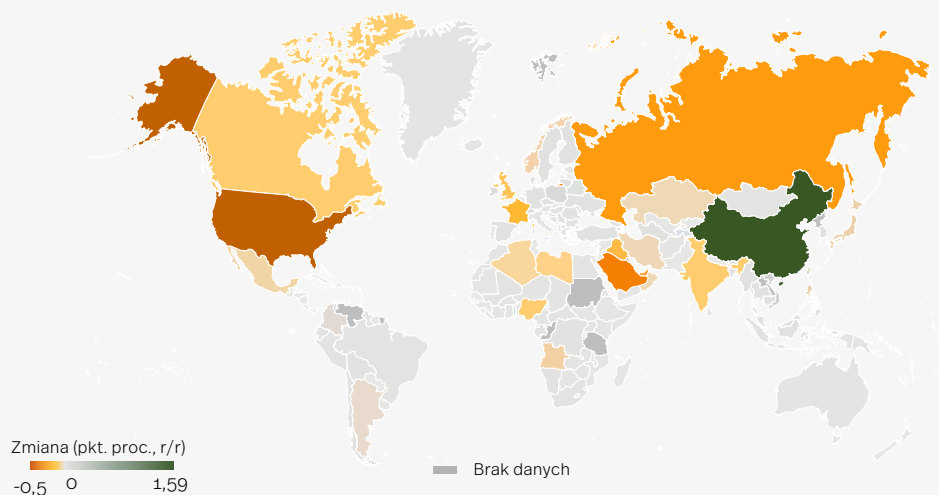 Zmiana (pkt. proc., r/r)
-0,5 0 1,59
Brak danych